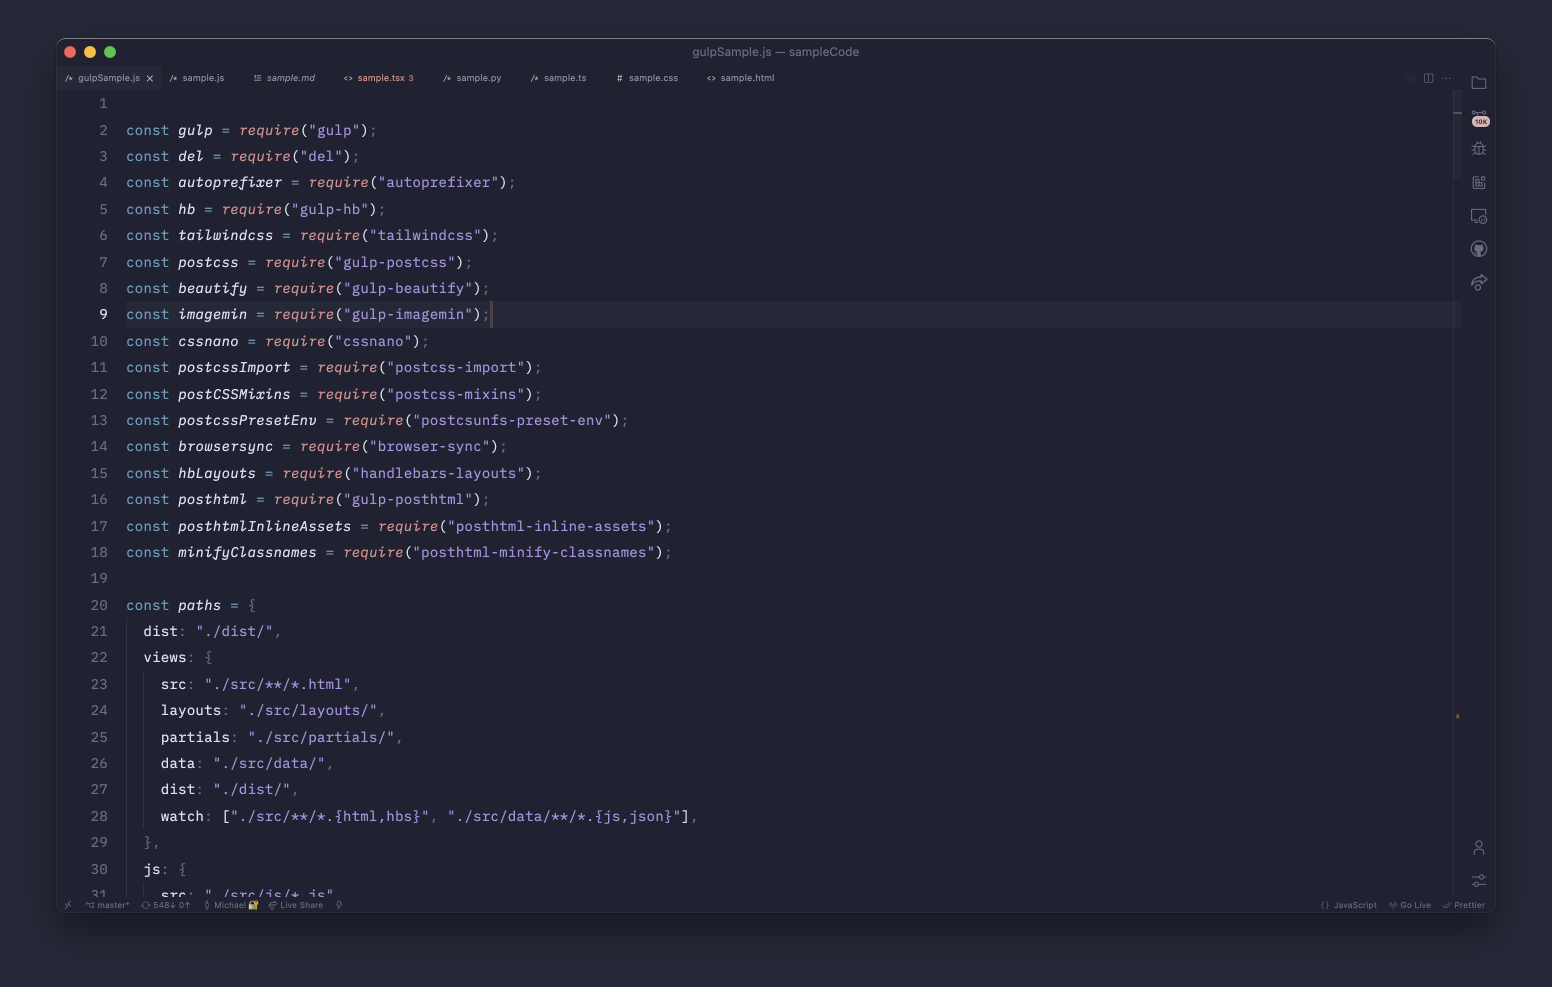 gulpSample.js — sampleCode
gulpSample.js sample.js sample.md sample.tsx 3 sample.py sample.ts # sample.css <> sample.html
1
2 const gulp = require("gulp");
3 const del = require("del");
4 const autoprefixer = require("autoprefixer");
5 const hb = require("gulp-hb");
6 const tailwindcss = require("tailwindcss");
7 const postcss = require("gulp-postcss");
8 const beautify = require("gulp-beautify");
9 const imagemin = require("gulp-imagemin");
10 const cssnano = require("cssnano");
11 const postcssImport = require("postcss-import");
12 const postCSSMixins = require("postcss-mixins");
13 const postcssPresetEnv = require("postcsunfs-preset-env");
14 const browsersync = require("browser-sync");
15 const hbLayouts = require("handlebars-layouts");
16 const posthtml = require("gulp-posthtml");
17 const posthtmlInlineAssets = require("posthtml-inline-assets");
18 const minifyClassnames = require("posthtml-minify-classnames");
19
20 const paths = {
21 dist: "./dist/",
22 views: {
23 src: "./src/**/*.html",
24 layouts: "./src/layouts/",
25 partials: "./src/partials/",
26 data: "./src/data/",
27 dist: "./dist/",
28 watch: ["./src/**/*.{html,hbs}", "./src/data/**/*.{js,json}"],
29 },
30 js: {
31 src: "./src/js/*.js",
10K
master* 548↓ 0↑ Michael 🔐 Live Share {} JavaScript Go Live Prettier